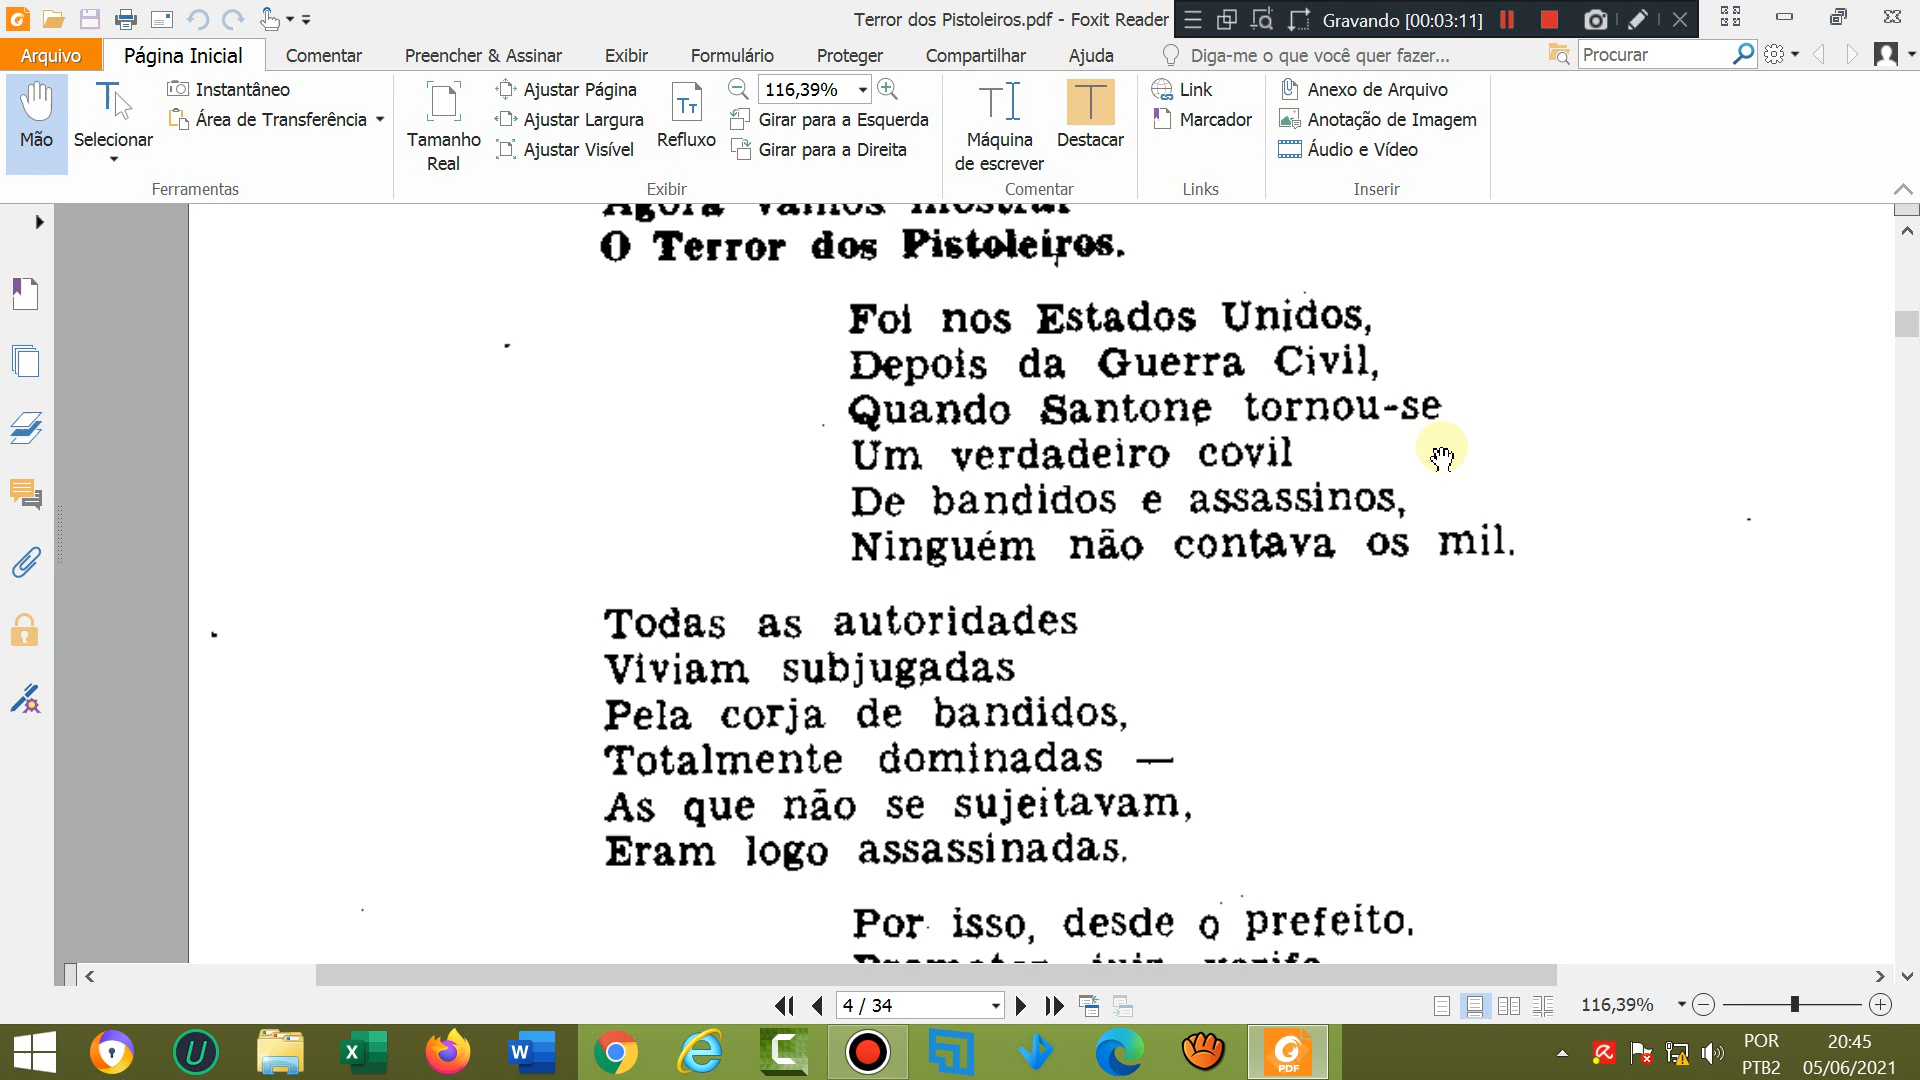 Terror dos Pistoleiros.pdf - Foxit Reader
Gravando [00:03:11]
Arquivo
Página Inicial
Comentar
Preencher & Assinar
Exibir
Formulário
Proteger
Compartilhar
Ajuda
Diga-me o que você quer fazer...
Procurar
Mão
Selecionar
Instantâneo
Área de Transferência
Ferramentas
Tamanho
Real
Ajustar Página
Ajustar Largura
Ajustar Visível
Refluxo
116,39%
Girar para a Esquerda
Girar para a Direita
Exibir
Máquina
de escrever
Destacar
Comentar
Link
Marcador
Links
Anexo de Arquivo
Anotação de Imagem
Áudio e Vídeo
Inserir
Agora vamos mostrar
O Terror dos Pistoleiros.
Foi nos Estados Unidos,
Depois da Guerra Civil,
Quando Santone tornou-se
Um verdadeiro covil
De bandidos e assassinos,
Ninguém não contava os mil.
Todas as autoridades
Viviam subjugadas
Pela corja de bandidos,
Totalmente dominadas —
As que não se sujeitavam,
Eram logo assassinadas.
Por isso, desde o prefeito,
4 / 34
116,39%
POR
PTB2
20:45
05/06/2021